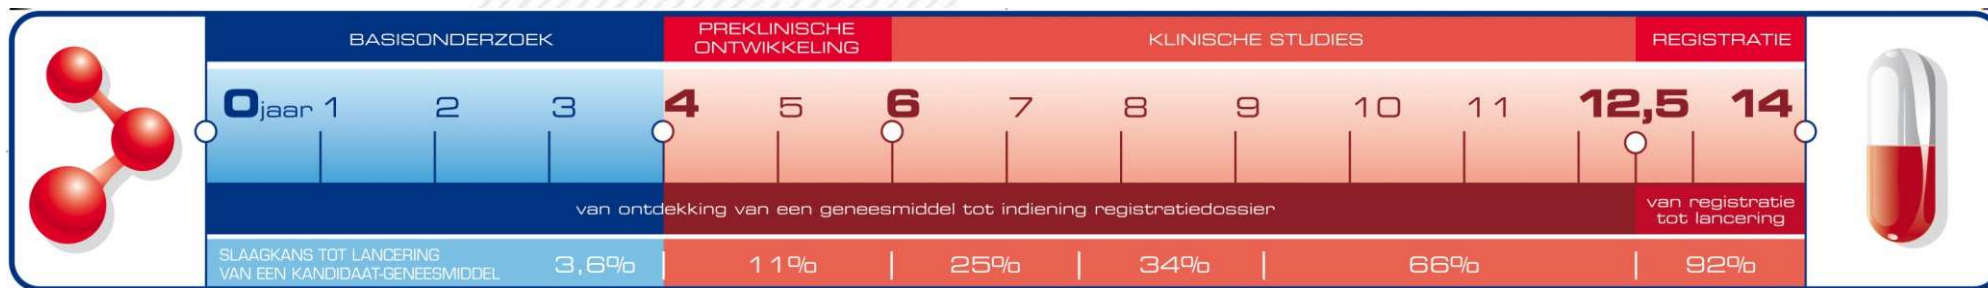 BASISONDERZOEK
PREKLINISCHE
ONTWIKKELING
KLINISCHE STUDIES
REGISTRATIE
0 jaar 1 2 3 4 5 6 7 8 9 10 11 12,5 14
van ontdekking van een geneesmiddel tot indiening registratiedossier
van registratie
tot lancering
SLAAGKANS TOT LANCERING
VAN EEN KANDIDAAT-GENEESMIDDEL
3,6% 11% 25% 34% 66% 92%